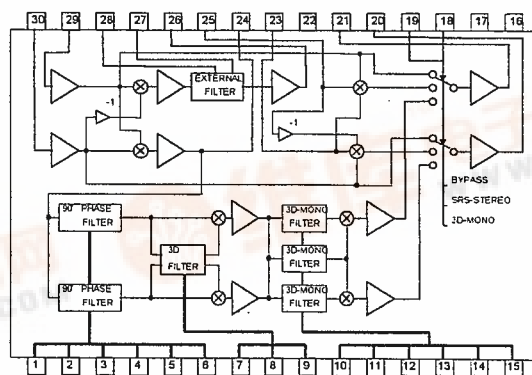 30 29 28 27 26 25 24 23 22 21 20 19 18 17 16
EXTERNAL
FILTER
-1
-1
BYPASS
SRS-STEREO
3D-MONO
90° PHASE
FILTER
3D
FILTER
3D-MONO
FILTER
3D-MONO
FILTER
90° PHASE
FILTER
3D-MONO
FILTER
1 2 3 4 5 6 7 8 9 10 11 12 13 14 15